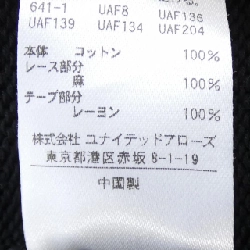 641-1 UAF8 UAF136
UAF139 UAF134 UAF204
本体 コットン 100%
レース部分
麻 100%
テープ部分
レーヨン 100%
株式会社 ユナイテッドアローズ
東京都港区赤坂 8-1-19
中国製